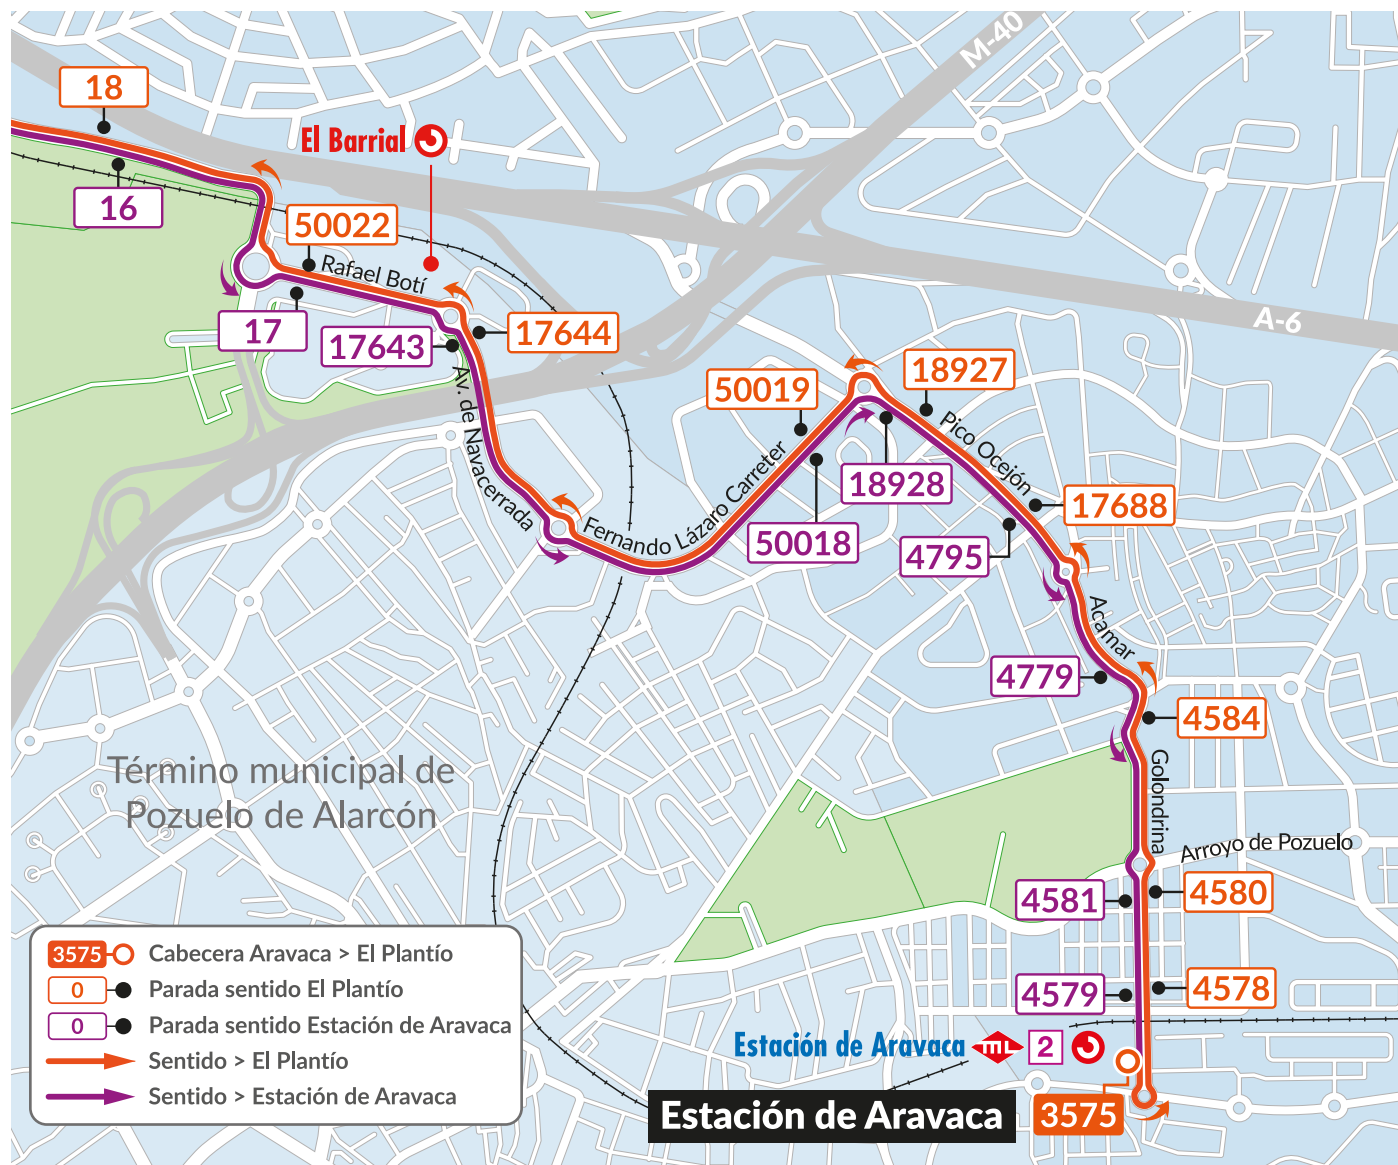 M-40
18
El Barrial
16
50022
Rafael Botí
17
17643
17644
A-6
50019
18927
Av. de Navacerrada
Pico Ocejón
18928
17688
Fernando Lázaro Carreter
50018
4795
Acamar
4779
4584
Término municipal de
Pozuelo de Alarcón
Golondrina
Arroyo de Pozuelo
4581
4580
4579
4578
3575 Cabecera Aravaca > El Plantío
0 Parada sentido El Plantío
0 Parada sentido Estación de Aravaca
Sentido > El Plantío
Sentido > Estación de Aravaca
Estación de Aravaca ML 2
Estación de Aravaca
3575